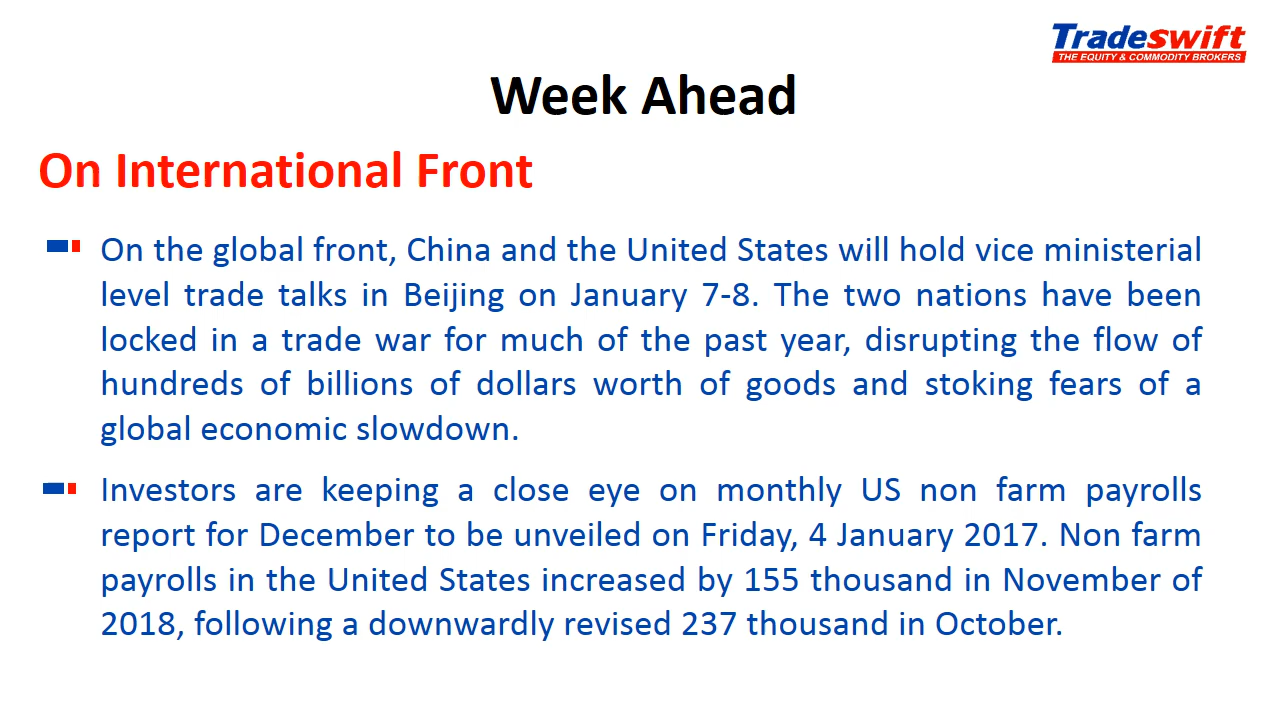 Tradeswift
THE EQUITY & COMMODITY BROKERS
Week Ahead
On International Front
On the global front, China and the United States will hold vice ministerial
level trade talks in Beijing on January 7-8. The two nations have been
locked in a trade war for much of the past year, disrupting the flow of
hundreds of billions of dollars worth of goods and stoking fears of a
global economic slowdown.
Investors are keeping a close eye on monthly US non farm payrolls
report for December to be unveiled on Friday, 4 January 2017. Non farm
payrolls in the United States increased by 155 thousand in November of
2018, following a downwardly revised 237 thousand in October.